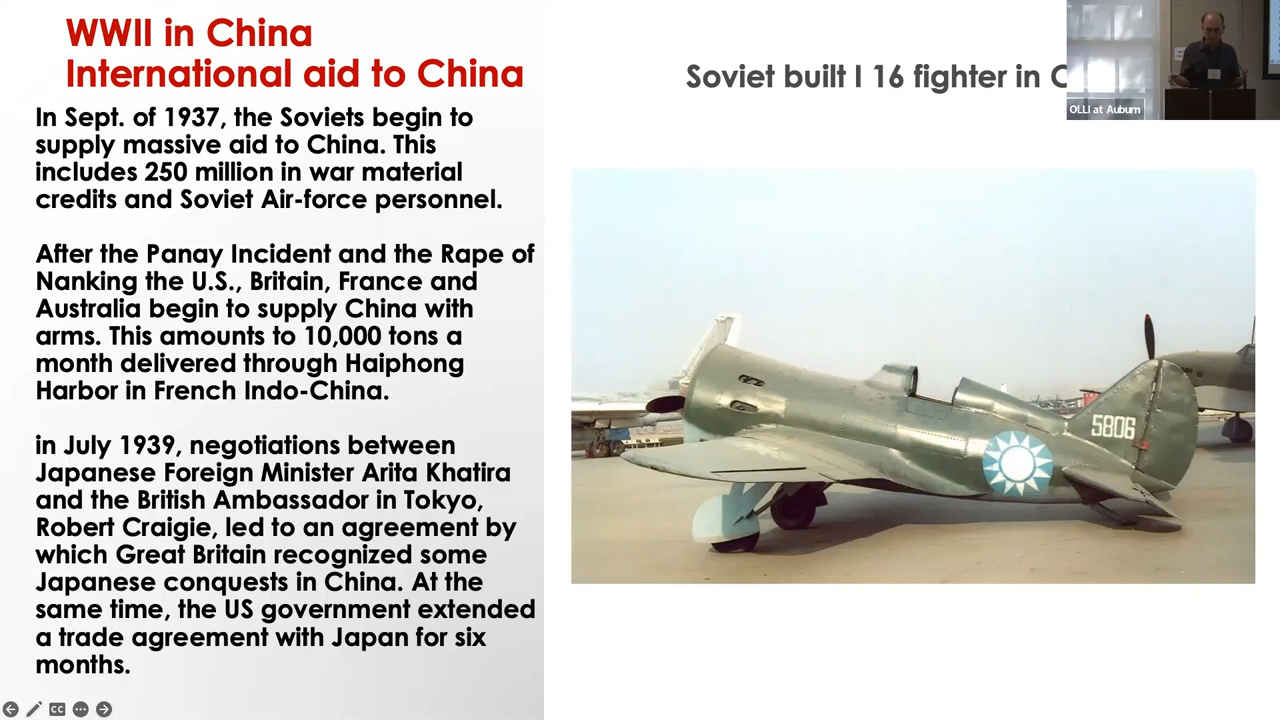 WWII in China
International aid to China
In Sept. of 1937, the Soviets begin to
supply massive aid to China. This
includes 250 million in war material
credits and Soviet Air-force personnel.
After the Panay Incident and the Rape of
Nanking the U.S., Britain, France and
Australia begin to supply China with
arms. This amounts to 10,000 tons a
month delivered through Haiphong
Harbor in French Indo-China.
in July 1939, negotiations between
Japanese Foreign Minister Arita Khatira
and the British Ambassador in Tokyo,
Robert Craigie, led to an agreement by
which Great Britain recognized some
Japanese conquests in China. At the
same time, the US government extended
a trade agreement with Japan for six
months.
Soviet built I 16 fighter in
OLLI at Auburn
5806
CC